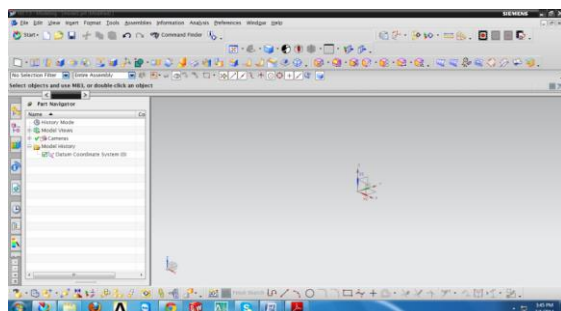 SIEMENS
File Edit View Insert Format Tools Assemblies Information Analysis Preferences Window Help
Start Command Finder
No Selection Filter Entire Assembly
Select objects and use MB3, or double-click an object
Part Navigator
Name Co
History Mode
Model Views
Cameras
Model History
Datum Coordinate System (0)
3:45 PM